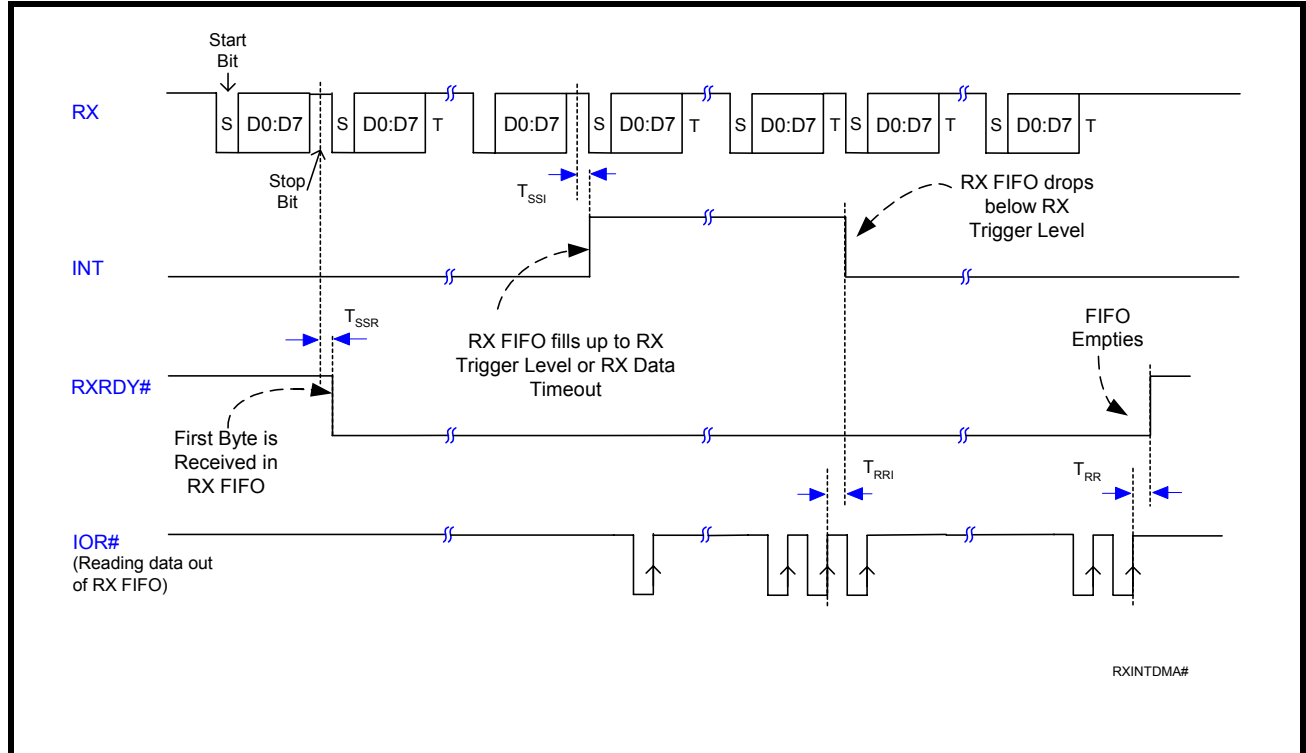 Start
Bit
RX
S D0:D7 S D0:D7 T D0:D7 S D0:D7 T S D0:D7 T S D0:D7 T S D0:D7 T
Stop
Bit
TSSI
RX FIFO drops
below RX
Trigger Level
INT
TSSR
RX FIFO fills up to RX
Trigger Level or RX Data
Timeout
FIFO
Empties
RXRDY#
First Byte is
Received in
RX FIFO
TRRI
TRR
IOR#
(Reading data out
of RX FIFO)
RXINTDMA#